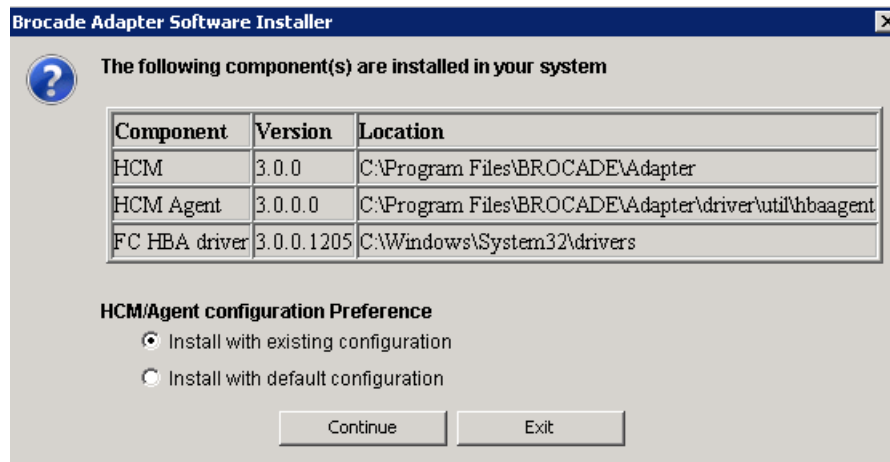 Brocade Adapter Software Installer
The following component(s) are installed in your system
Component Version Location
HCM 3.0.0 C:\Program Files\BROCADE\Adapter
HCM Agent 3.0.0.0 C:\Program Files\BROCADE\Adapter\driver\util\hbaagent
FC HBA driver 3.0.0.1205 C:\Windows\System32\drivers
HCM/Agent configuration Preference
Install with existing configuration
Install with default configuration
Continue Exit